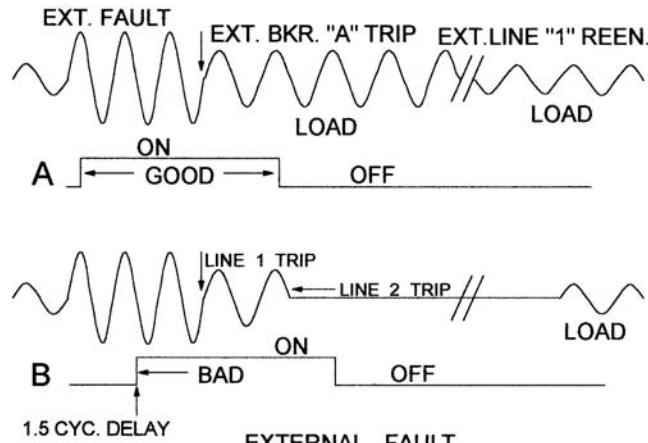 EXT. FAULT
EXT. BKR. "A" TRIP
EXT.LINE "1" REEN.
LOAD
LOAD
ON
A
GOOD
OFF
LINE 1 TRIP
LINE 2 TRIP
LOAD
ON
B
BAD
OFF
1.5 CYC. DELAY
EXTERNAL FAULT